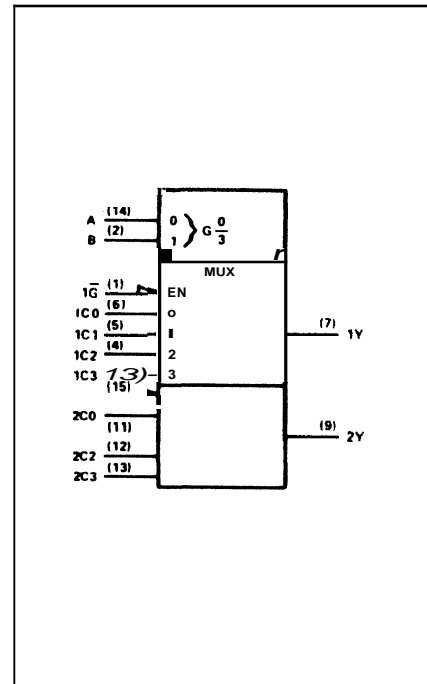 A (14) 0
B (2) 1 } G 0/3
MUX
1G̅ (1) EN
1C0 (6) 0
1C1 (5) 1 (7) 1Y
1C2 (4) 2
1C3 13) 3
(15)
2C0
(11) (9) 2Y
2C2 (12)
2C3 (13)